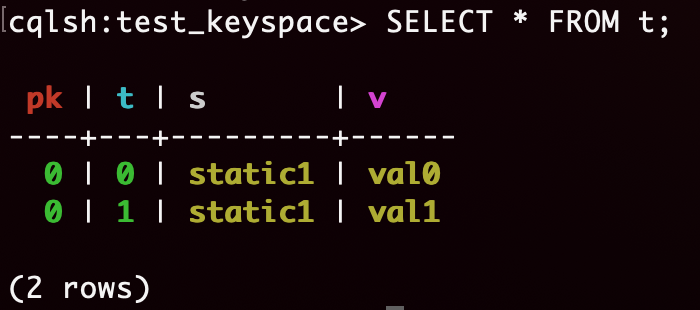 cqlsh:test_keyspace> SELECT * FROM t;
pk | t | s       | v
----+---+---------+------
0 | 0 | static1 | val0
0 | 1 | static1 | val1
(2 rows)